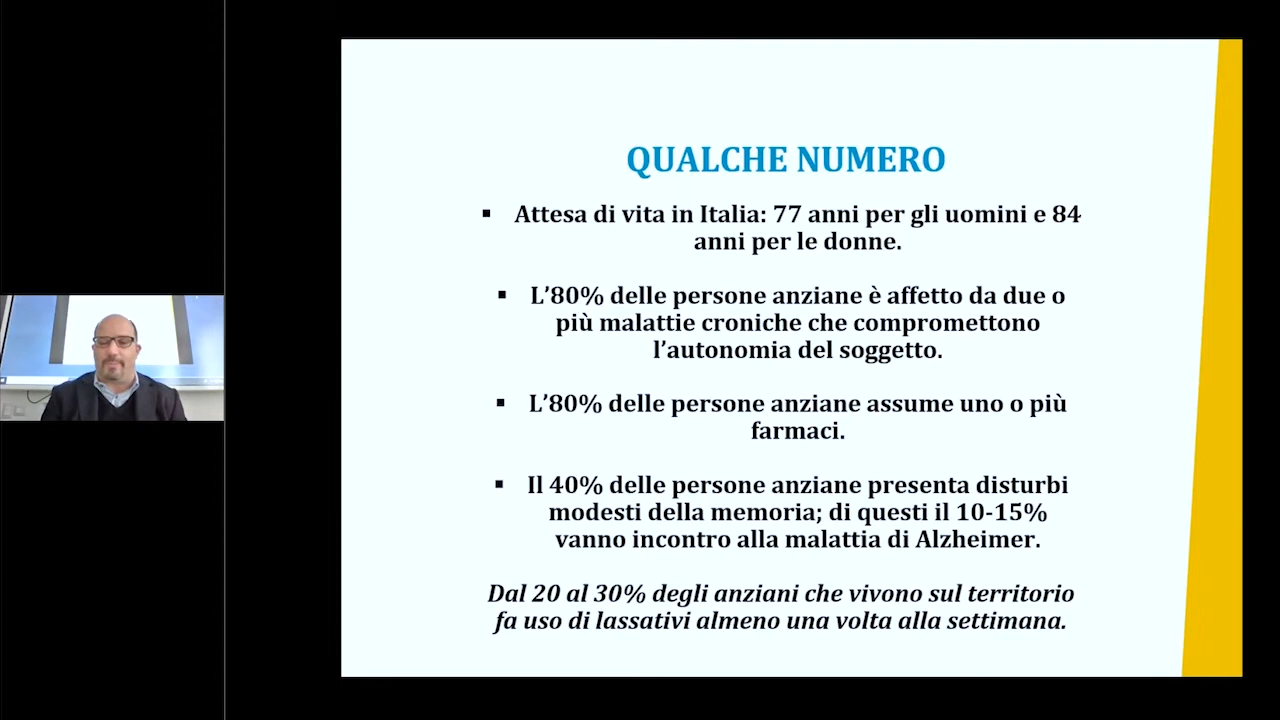 QUALCHE NUMERO
▪ Attesa di vita in Italia: 77 anni per gli uomini e 84
anni per le donne.
▪ L’80% delle persone anziane è affetto da due o
più malattie croniche che compromettono
l’autonomia del soggetto.
▪ L’80% delle persone anziane assume uno o più
farmaci.
▪ Il 40% delle persone anziane presenta disturbi
modesti della memoria; di questi il 10-15%
vanno incontro alla malattia di Alzheimer.
Dal 20 al 30% degli anziani che vivono sul territorio
fa uso di lassativi almeno una volta alla settimana.